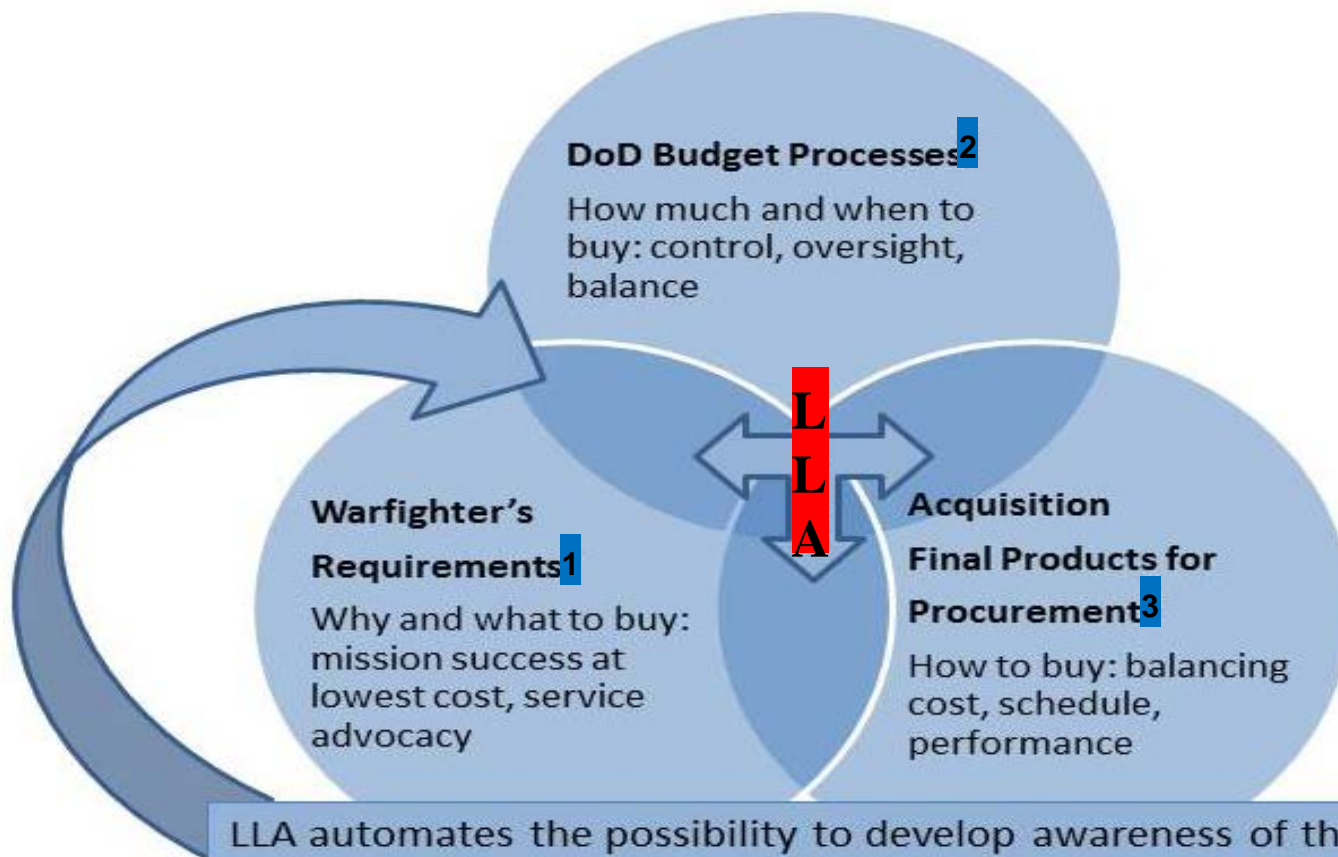 DoD Budget Processes2
How much and when to
buy: control, oversight,
balance
L
L
A
Warfighter’s
Requirements1
Why and what to buy:
mission success at
lowest cost, service
advocacy
Acquisition
Final Products for
Procurement3
How to buy: balancing
cost, schedule,
performance
LLA automates the possibility to develop awareness of th